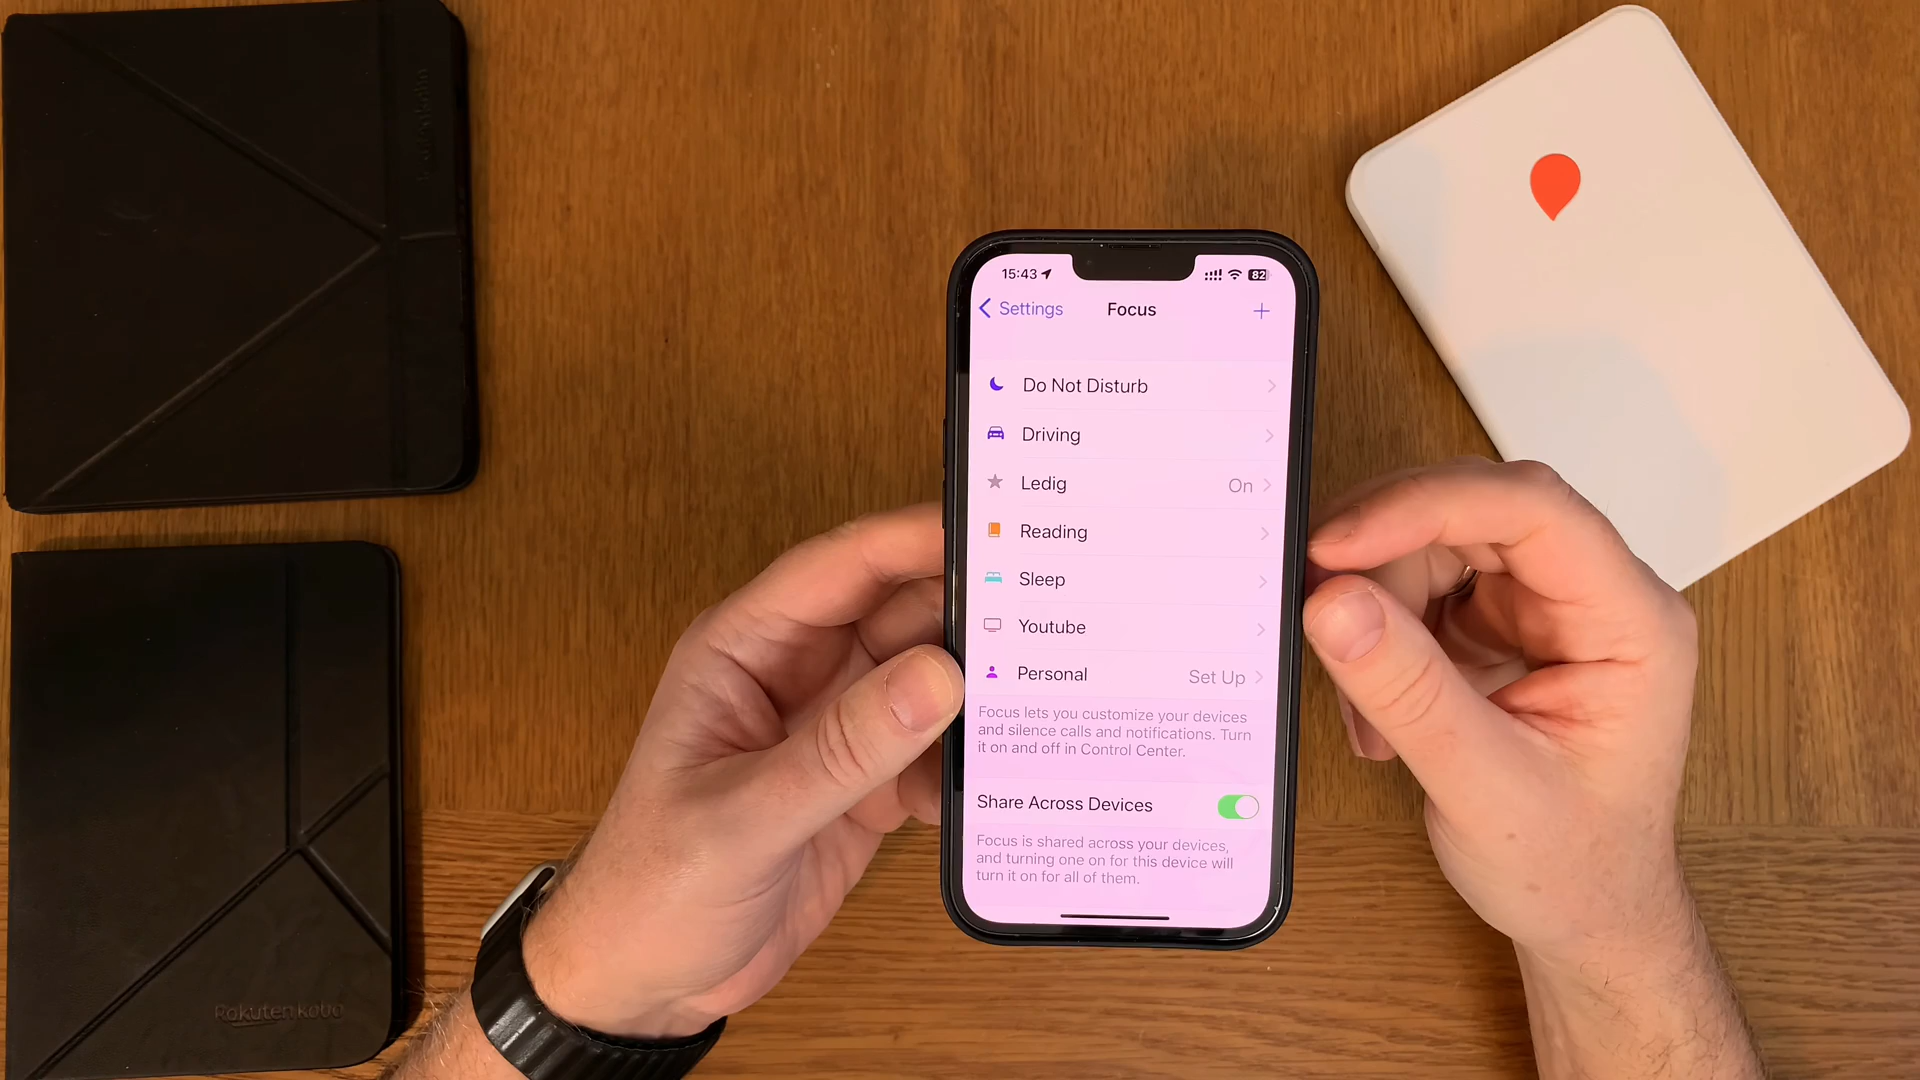 15:43
82
Settings
Focus
Do Not Disturb
Driving
Ledig
On
Reading
Sleep
Youtube
Personal
Set Up
Focus lets you customize your devices
and silence calls and notifications. Turn
it on and off in Control Center.
Share Across Devices
Focus is shared across your devices,
and turning one on for this device will
turn it on for all of them.
Rakuten kobo